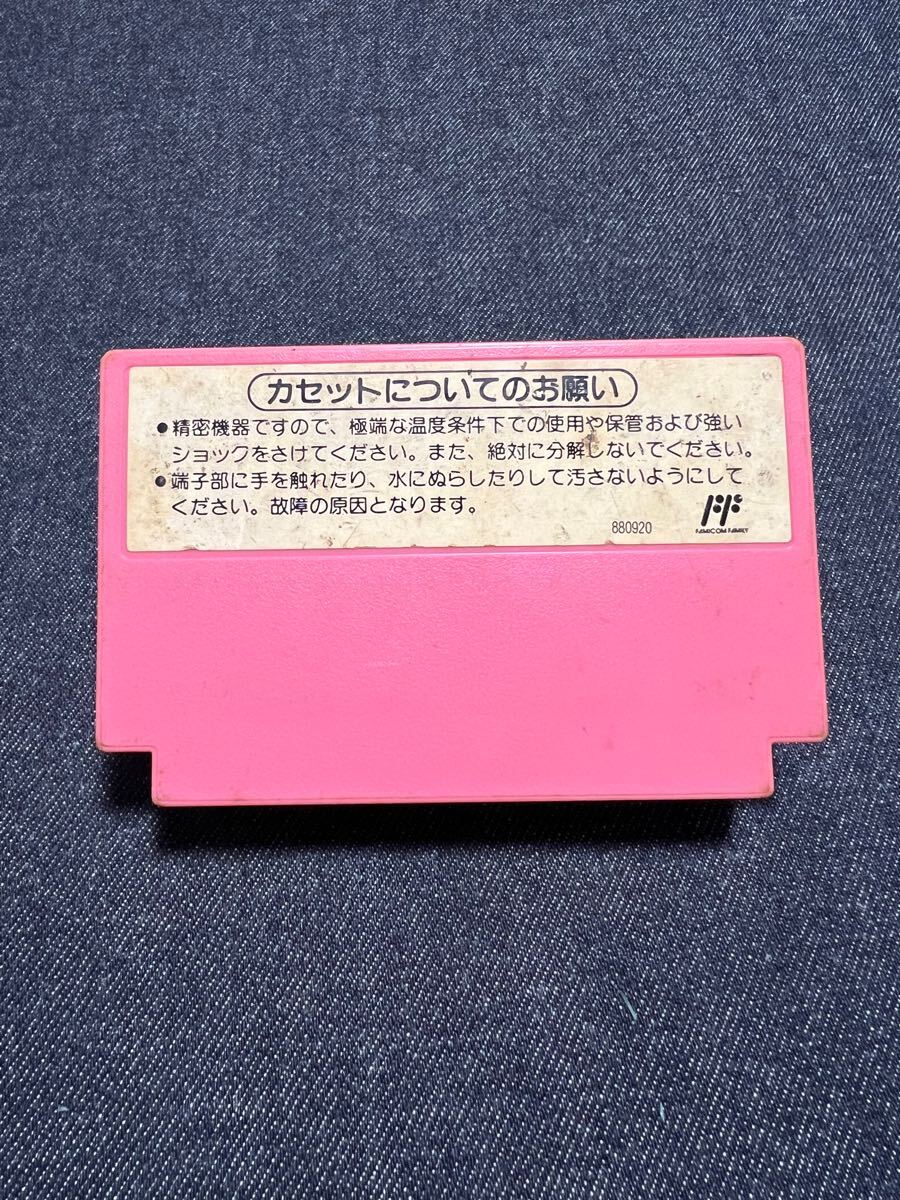 カセットについてのお願い
●精密機器ですので、極端な温度条件下での使用や保管および強い
ショックをさけてください。また、絶対に分解しないでください。
●端子部に手を触れたり、水にぬらしたりして汚さないようにして
ください。故障の原因となります。
880920
FAMICOM FAMILY